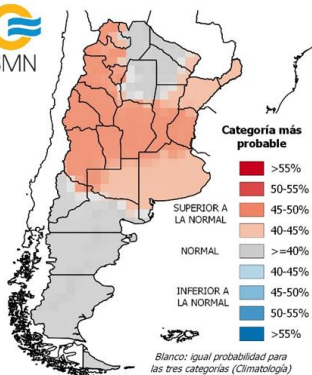 SMN
Categoría más
probable
>55%
50-55%
SUPERIOR A
LA NORMAL
45-50%
40-45%
NORMAL
>=40%
40-45%
INFERIOR A
LA NORMAL
45-50%
50-55%
>55%
Blanco: igual probabilidad para
las tres categorías (Climatología)